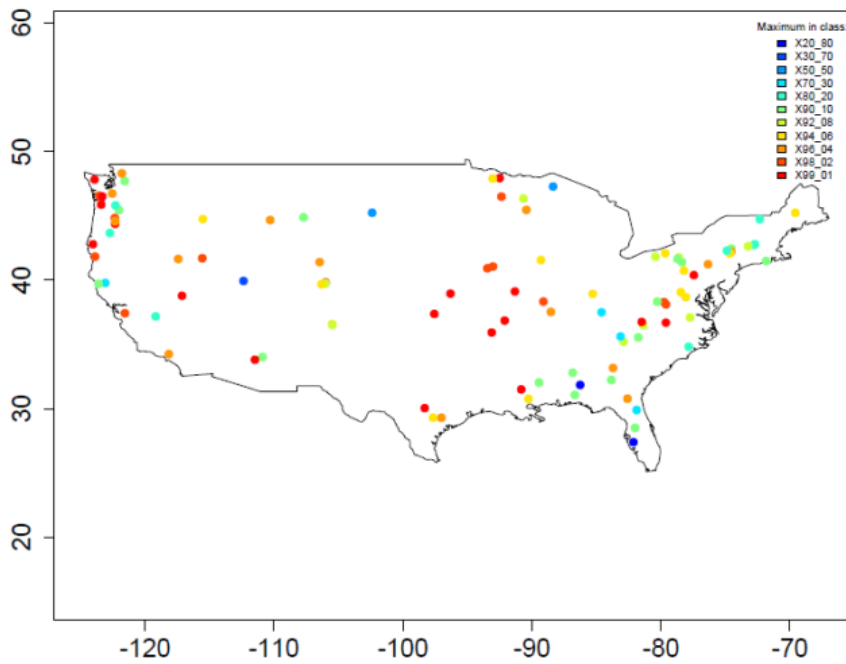 60
50
40
30
20
-120
-110
-100
-90
-80
-70
Maximum in class:
X20_80
X30_70
X50_50
X70_30
X80_20
X90_10
X92_08
X94_06
X96_04
X98_02
X99_01